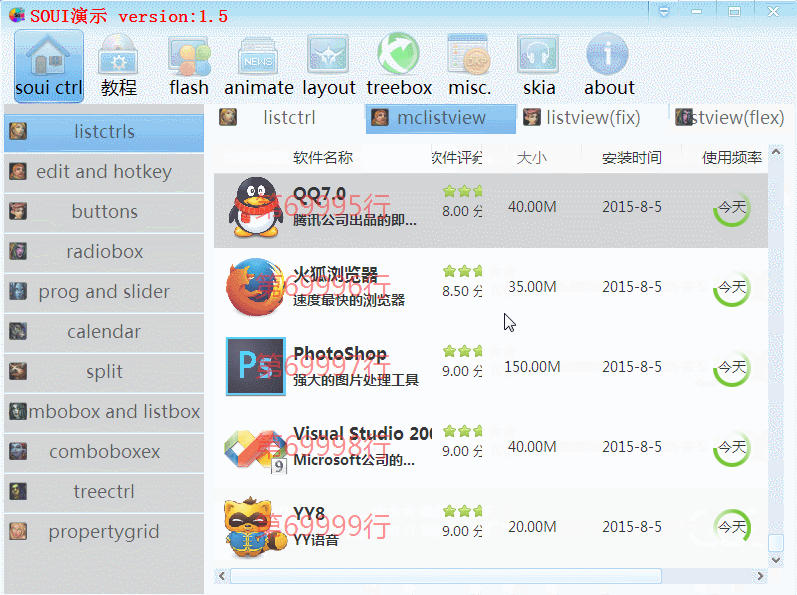 SOUI演示 version:1.5
soui ctrl 教程 flash animate layout treebox misc. skia about
NEWS
listctrls
edit and hotkey
buttons
radiobox
prog and slider
calendar
split
mbobox and listbox
comboboxex
treectrl
propertygrid
listctrl mclistview listview(fix) stview(flex)
软件名称 软件评分 大小 安装时间 使用频率
第69995行
QQ7.0
腾讯公司出品的即...
8.00 分 40.00M 2015-8-5 今天
第69996行
火狐浏览器
速度最快的浏览器
8.50 分 35.00M 2015-8-5 今天
第69997行
Ps
PhotoShop
强大的图片处理工具
9.00 分 150.00M 2015-8-5 今天
第69998行
9
Visual Studio 200
Microsoft公司的...
9.00 分 40.00M 2015-8-5 今天
第69999行
YY8
YY语音
9.00 分 20.00M 2015-8-5 今天